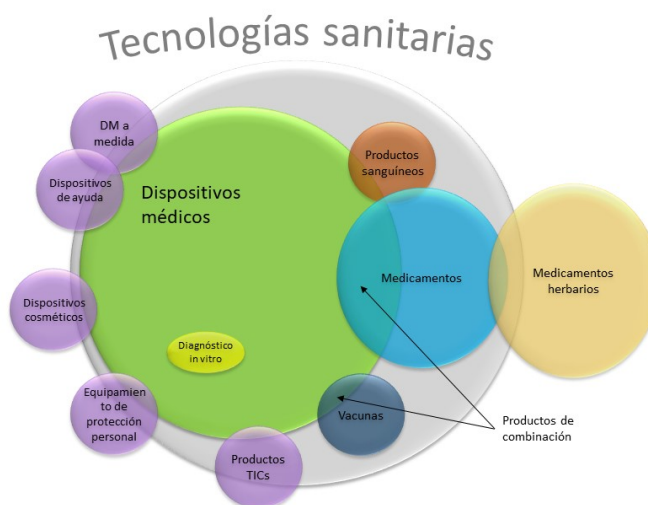 Tecnologías sanitarias
DM a
medida
Dispositivos
de ayuda
Dispositivos
médicos
Productos
sanguíneos
Medicamentos
Medicamentos
herbarios
Dispositivos
cosméticos
Diagnóstico
in vitro
Equipamien
to de
protección
personal
Vacunas
Productos de
combinación
Productos
TICs